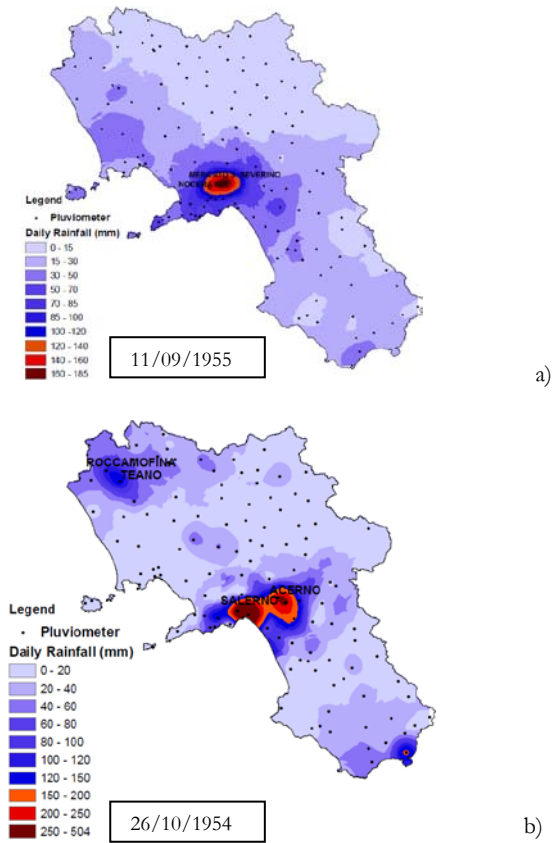 MERCATO S. SEVERINO
NOCERA
Legend
Pluviometer
Daily Rainfall (mm)
0 - 15
15 - 30
30 - 50
50 - 70
70 - 85
85 - 100
100 - 120
120 - 140
140 - 160
160 - 185
11/09/1955
a)
ROCCAMOFINA
TEANO
ACERNO
SALERNO
Legend
Pluviometer
Daily Rainfall (mm)
0 - 20
20 - 40
40 - 60
60 - 80
80 - 100
100 - 120
120 - 150
150 - 200
200 - 250
250 - 504
26/10/1954
b)